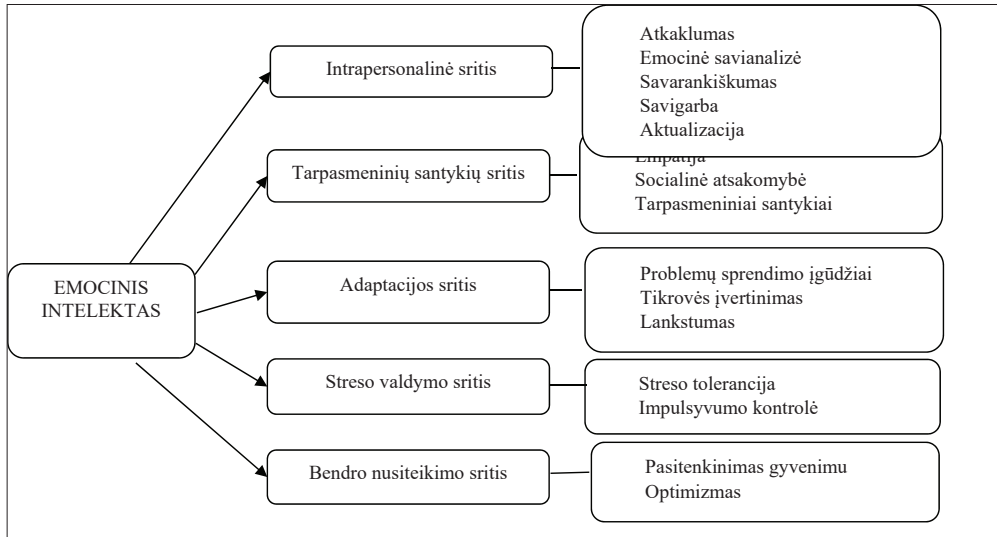 EMOCINIS
INTELEKTAS
Intrapersonalinė sritis
Atkaklumas
Emocinė savianalizė
Savarankiškumas
Savigarba
Aktualizacija
Tarpasmeninių santykių sritis
Empatija
Socialinė atsakomybė
Tarpasmeniniai santykiai
Adaptacijos sritis
Problemų sprendimo įgūdžiai
Tikrovės įvertinimas
Lankstumas
Streso valdymo sritis
Streso tolerancija
Impulsyvumo kontrolė
Bendro nusiteikimo sritis
Pasitenkinimas gyvenimu
Optimizmas